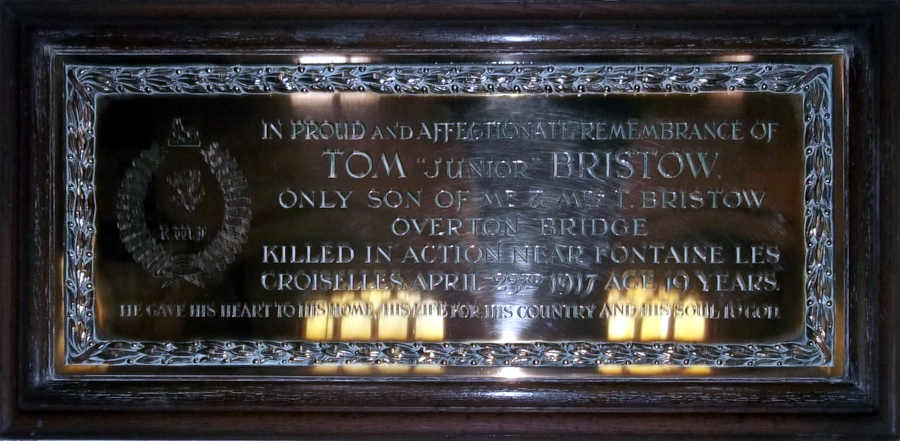 IN PROUD AND AFFECTIONATE REMEMBRANCE OF
TOM "JUNIOR" BRISTOW.
ONLY SON OF MR & MRS T. BRISTOW
OVERTON BRIDGE
KILLED IN ACTION NEAR FONTAINE LES
CROISELLES, APRIL 1917 AGE 19 YEARS.
HE GAVE HIS HEART TO HIS HOME, HIS LIFE FOR HIS COUNTRY AND HIS SOUL TO GOD.